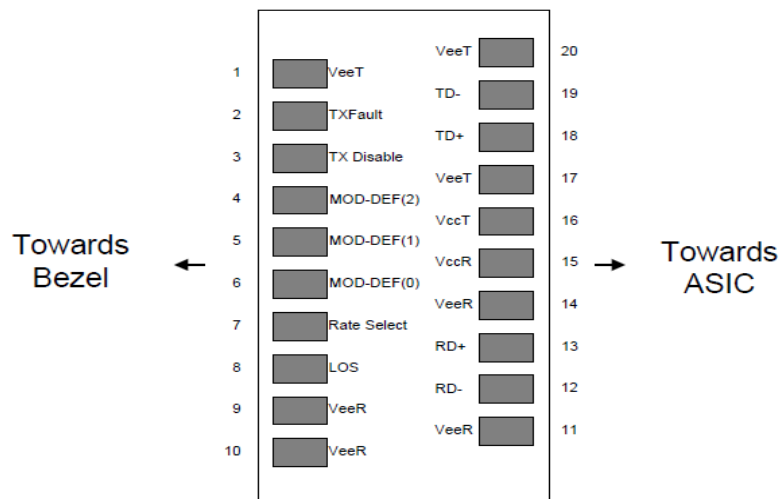 VeeT 20
1 VeeT
TD- 19
2 TXFault
TD+ 18
3 TX Disable
VeeT 17
4 MOD-DEF(2)
VccT 16
5 MOD-DEF(1)
Towards
Bezel
VccR 15
Towards
ASIC
6 MOD-DEF(0)
VeeR 14
7 Rate Select
RD+ 13
8 LOS
RD- 12
9 VeeR
VeeR 11
10 VeeR